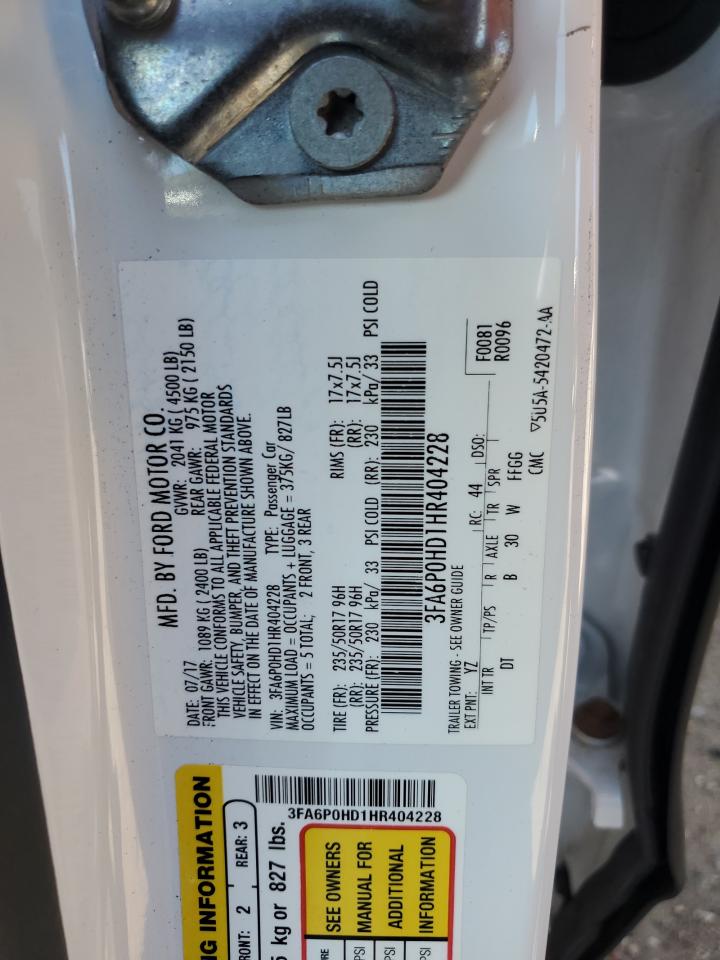 MFD. BY FORD MOTOR CO.
DATE: 07/17 GVWR: 2041 KG ( 4500 LB)
FRONT GAWR: 1089 KG ( 2400 LB) REAR GAWR: 975 KG ( 2150 LB)
THIS VEHICLE CONFORMS TO ALL APPLICABLE FEDERAL MOTOR
VEHICLE SAFETY, BUMPER, AND THEFT PREVENTION STANDARDS
IN EFFECT ON THE DATE OF MANUFACTURE SHOWN ABOVE.
VIN: 3FA6P0HD1HR404228 TYPE: Passenger Car
MAXIMUM LOAD = OCCUPANTS + LUGGAGE = 375KG/ 827LB
OCCUPANTS = 5 TOTAL; 2 FRONT, 3 REAR
TIRE (FR): 235/50R17 96H RIMS (FR): 17x7.5J
(RR): 235/50R17 96H (RR): 17x7.5J
PRESSURE (FR): 230 kPa/ 33 PSI COLD (RR): 230 kPa/ 33 PSI COLD
3FA6P0HD1HR404228
TRAILER TOWING - SEE OWNER GUIDE
EXT PNT: YZ RC: 44 DSO:
F0081
R0096
INT TR TP/PS R AXLE TR SPR
DT B 30 W FFGG
CMC
▽5U5A-5420472-AA
3FA6P0HD1HR404228
NG INFORMATION
FRONT: 2 REAR: 3
5 kg or 827 lbs.
SEE OWNERS
MANUAL FOR
ADDITIONAL
INFORMATION
PSI
PSI
PSI